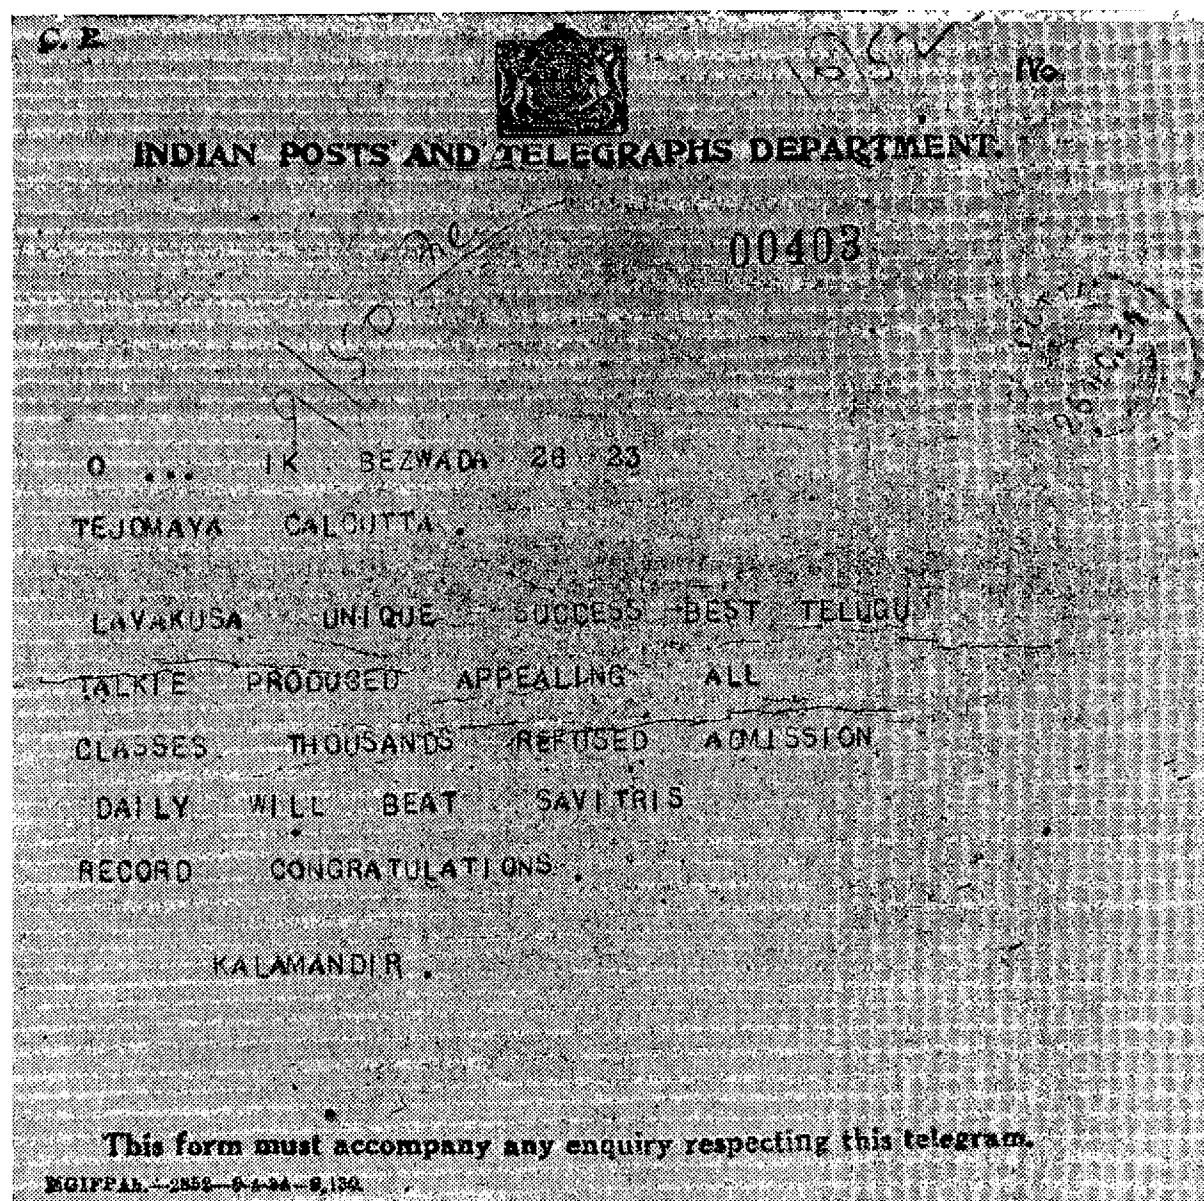 C. P.
No.
INDIAN POSTS AND TELEGRAPHS DEPARTMENT.
00403
O ... IK BEZWADA 28 23
TEJOMAYA CALCUTTA .
LAVAKUSA UNIQUE SUCCESS BEST TELUGU
TALKIE PRODUSED APPEALING ALL
CLASSES THOUSANDS REFUSED ADMISSION
DAILY WILL BEAT SAVITRIS
RECORD CONGRATULATIONS .
KALAMANDIR .
This form must accompany any enquiry respecting this telegram.